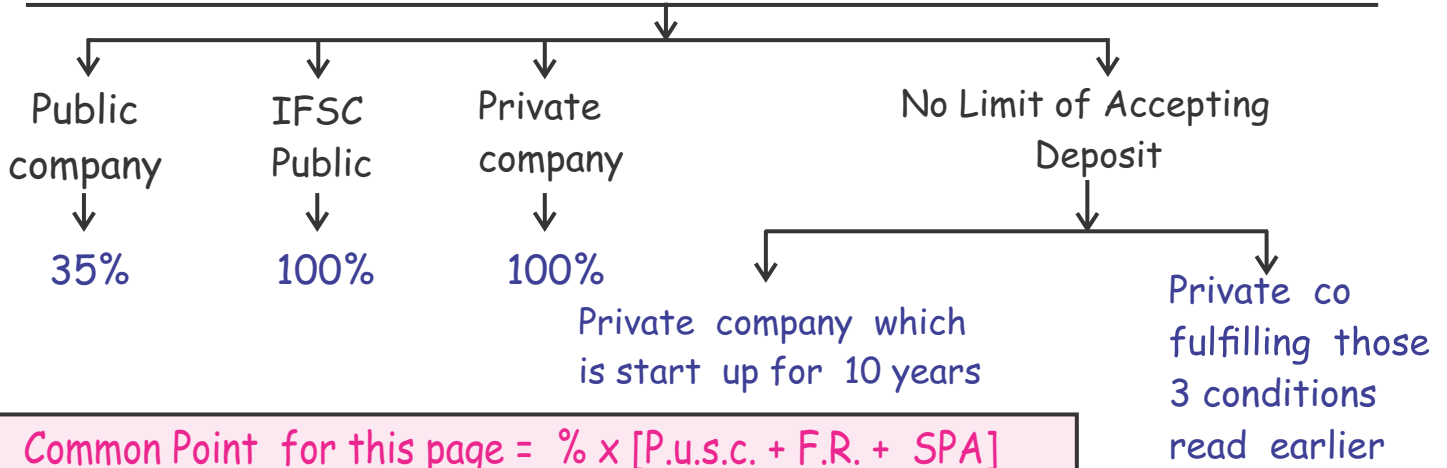 Public
company
IFSC
Public
Private
company
No Limit of Accepting
Deposit
35%
100%
100%
Private company which
is start up for 10 years
Private co
fulfilling those
3 conditions
read earlier
Common Point for this page = % x [P.u.s.c. + F.R. + SPA]